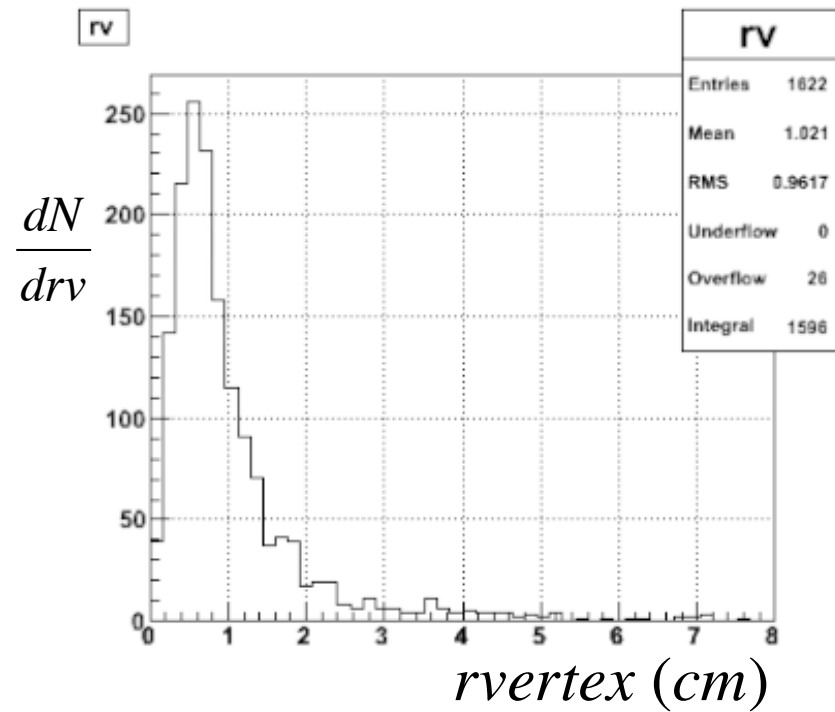 rv
rv
Entries 1622
Mean 1.021
RMS 0.9617
Underflow 0
Overflow 26
Integral 1596
dN
drv
250
200
150
100
50
0
0 1 2 3 4 5 6 7 8
rvertex (cm)